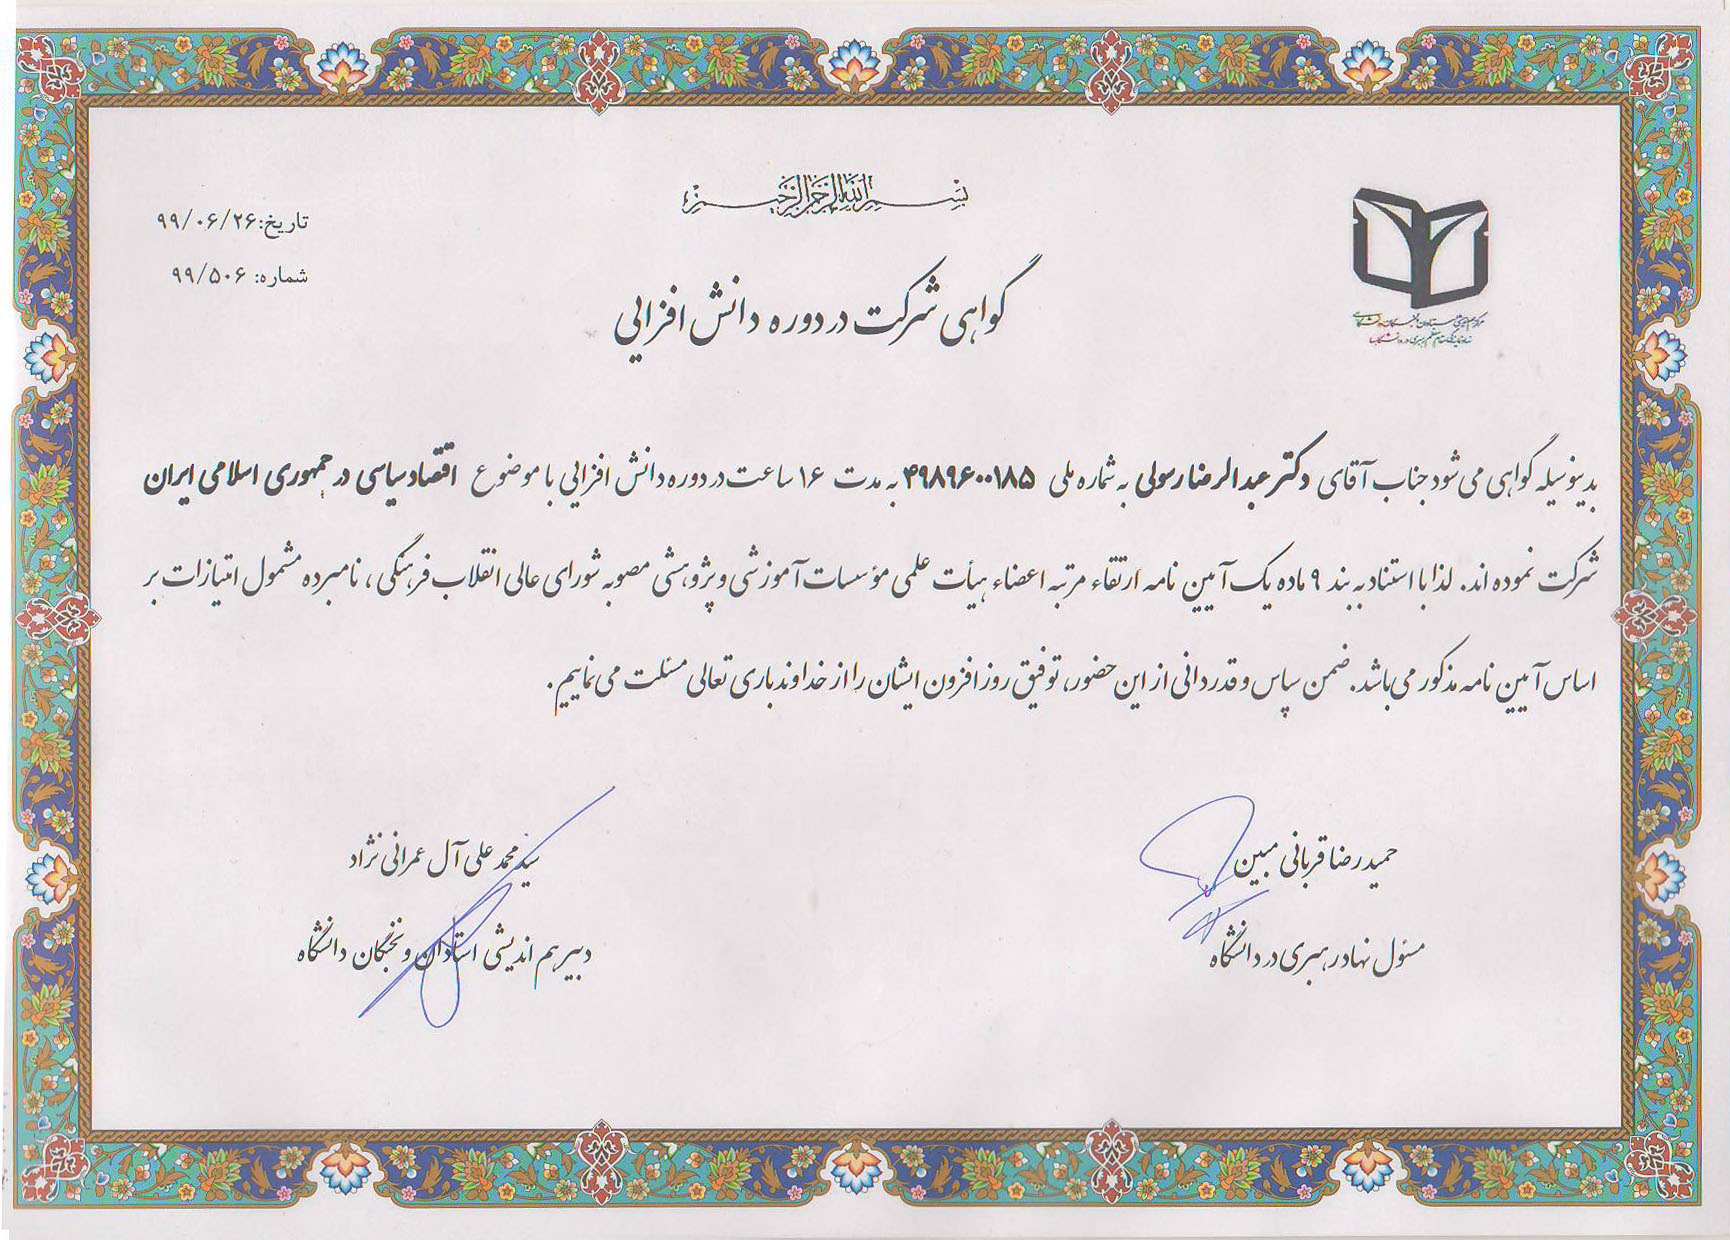 بسم الله الرحمن الرحیم
تاریخ: ۹۹/۰۶/۲۶
شماره: ۹۹/۵۰۶
گواهی شرکت در دوره دانش افزایی
بدینوسیله گواهی می شود جناب آقای دکتر عبدالرضا رسولی به شماره ملی ۴۹۸۹۶۰۰۱۸۵ به مدت ۱۶ ساعت در دوره دانش افزایی با موضوع اقتصاد سیاسی در جمهوری اسلامی ایران
شرکت نموده اند. لذا با استناد به بند ۹ ماده یک آیین نامه ارتقاء مرتبه اعضاء هیأت علمی مؤسسات آموزشی و پژوهشی مصوبه شورای عالی انقلاب فرهنگی، نامبرده مشمول امتیازات بر
اساس آیین نامه مذکور می باشد. ضمن سپاس و قدردانی از این حضور، توفیق روز افزون ایشان را از خداوند باری تعالی مسئلت می نماییم.
حمیدرضا قربانی مبین
مسئول نهاد رهبری در دانشگاه
سید محمد علی آل عمرانی نژاد
دبیر هم اندیشی استادان و نخبگان دانشگاه